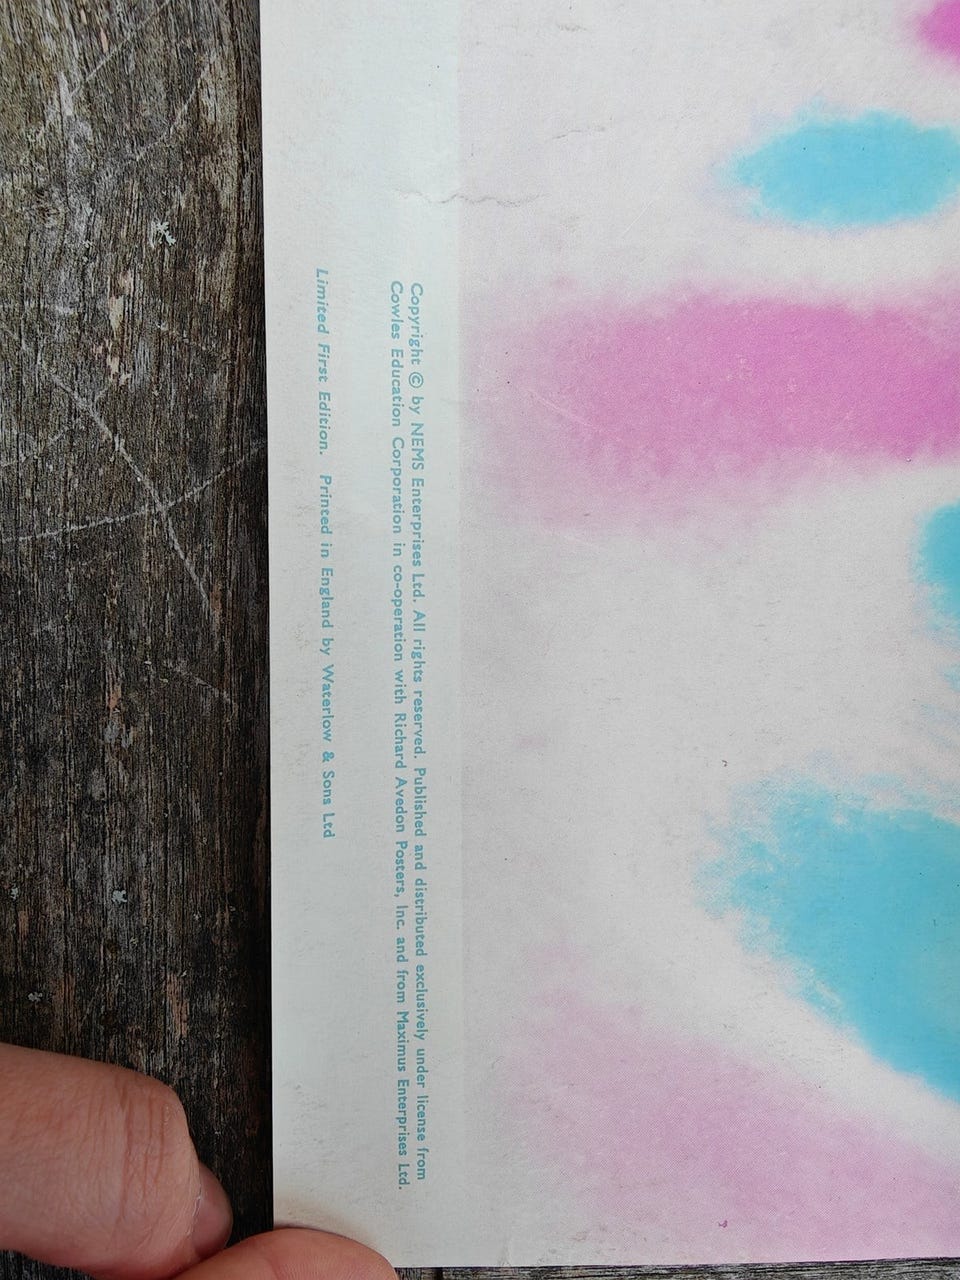 Copyright © by NEMS Enterprises Ltd. All rights reserved. Published and distributed exclusively under license from
Cowles Education Corporation in co-operation with Richard Avedon Posters, Inc. and from Maximus Enterprises Ltd.
Limited First Edition. Printed in England by Waterlow & Sons Ltd